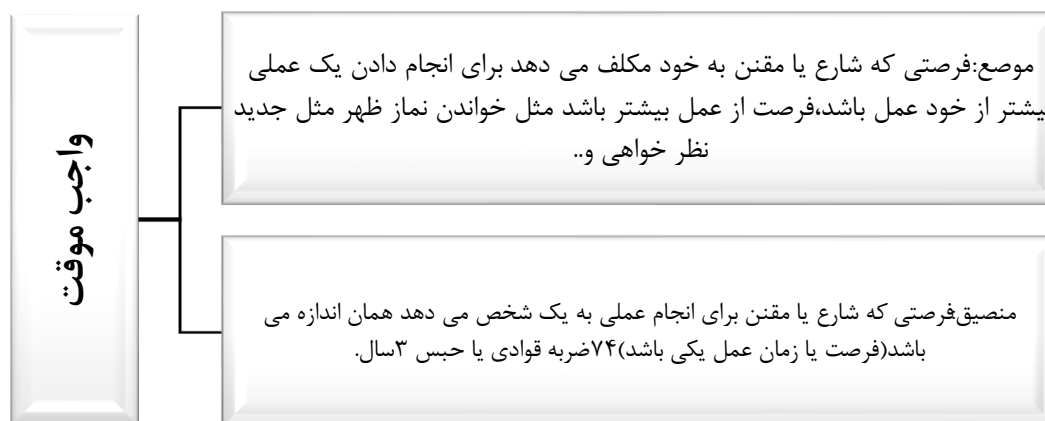 واجب موقت
موصع:فرصتی که شارع یا مقنن به خود مکلف می دهد برای انجام دادن یک عملی
بیشتر از خود عمل باشد،فرصت از عمل بیشتر باشد مثل خواندن نماز ظهر مثل جدید
نظر خواهی و..
منصیق:فرصتی که شارع یا مقنن برای انجام عملی به یک شخص می دهد همان اندازه می
باشد(فرصت یا زمان عمل یکی باشد)۷۴ضربه قوادی یا حبس ۳سال.